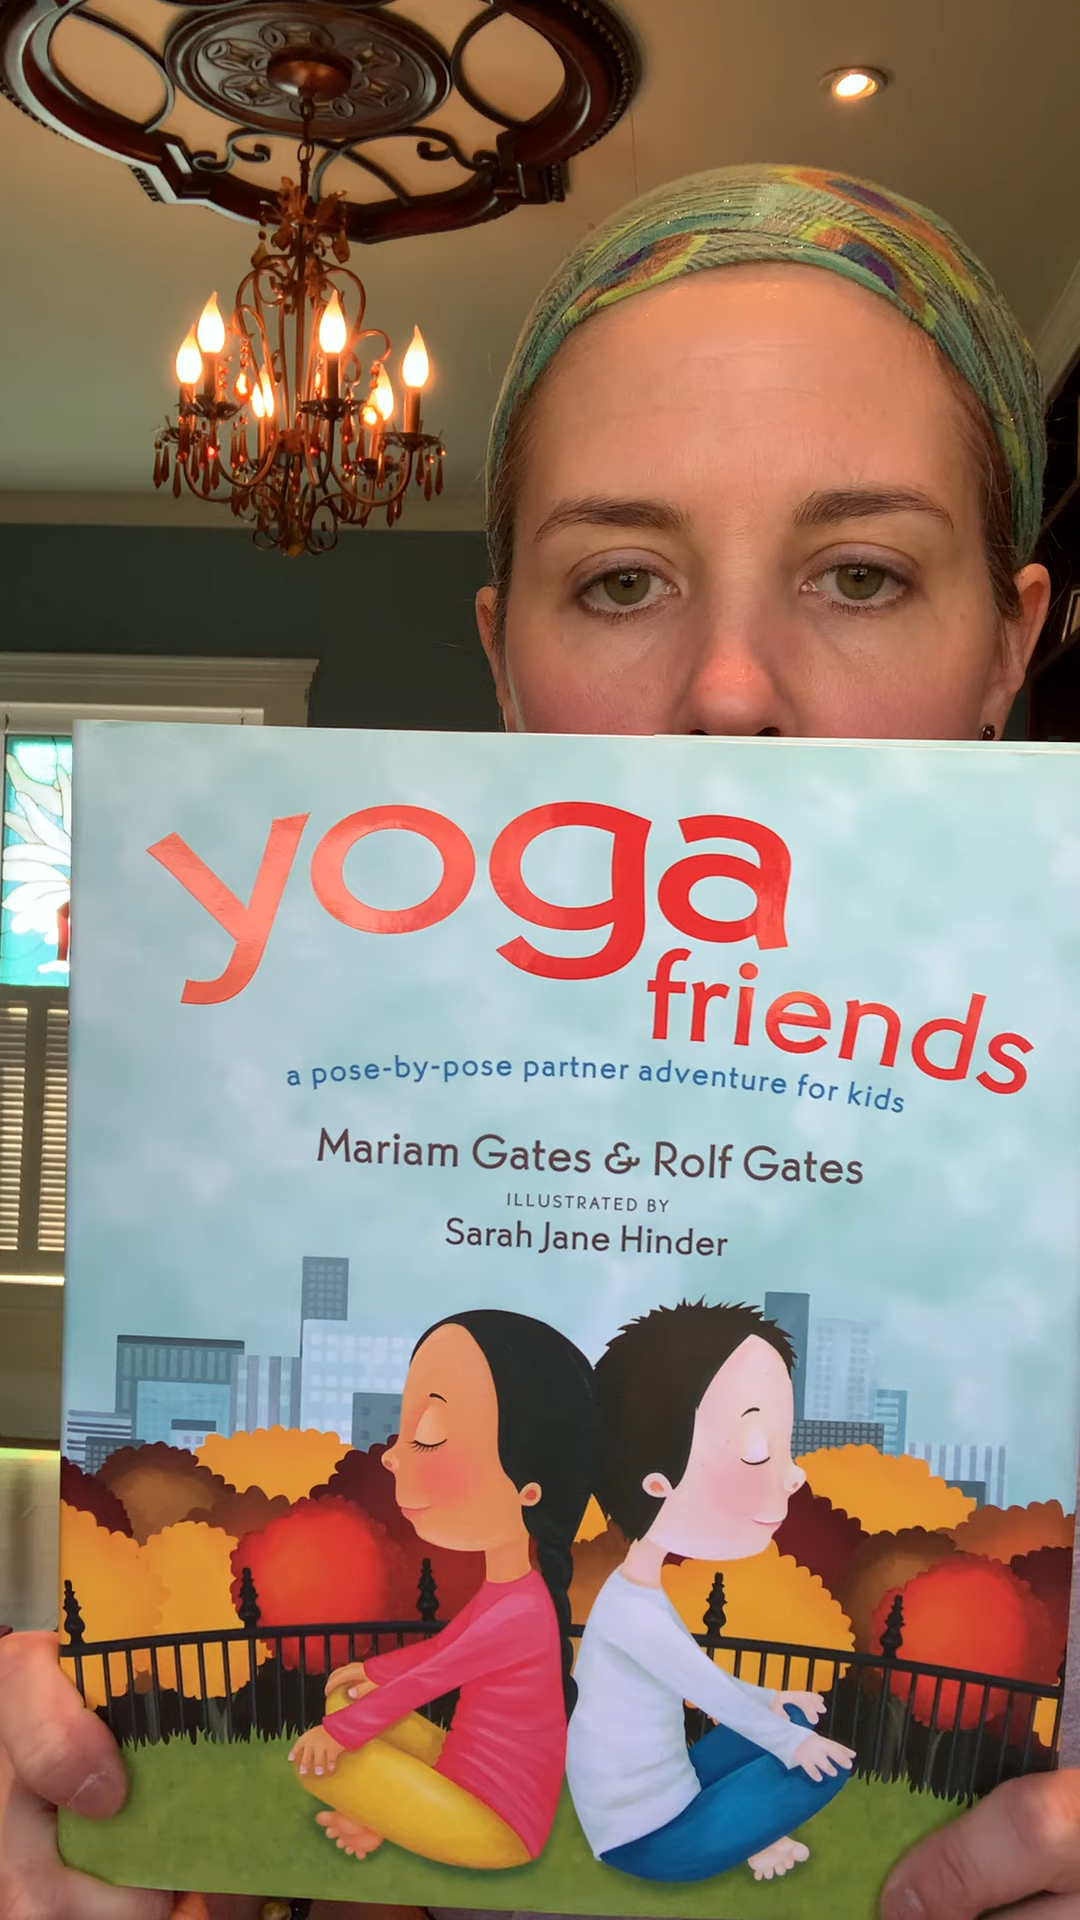 yoga
friends
a pose-by-pose partner adventure for kids
Mariam Gates & Rolf Gates
ILLUSTRATED BY
Sarah Jane Hinder